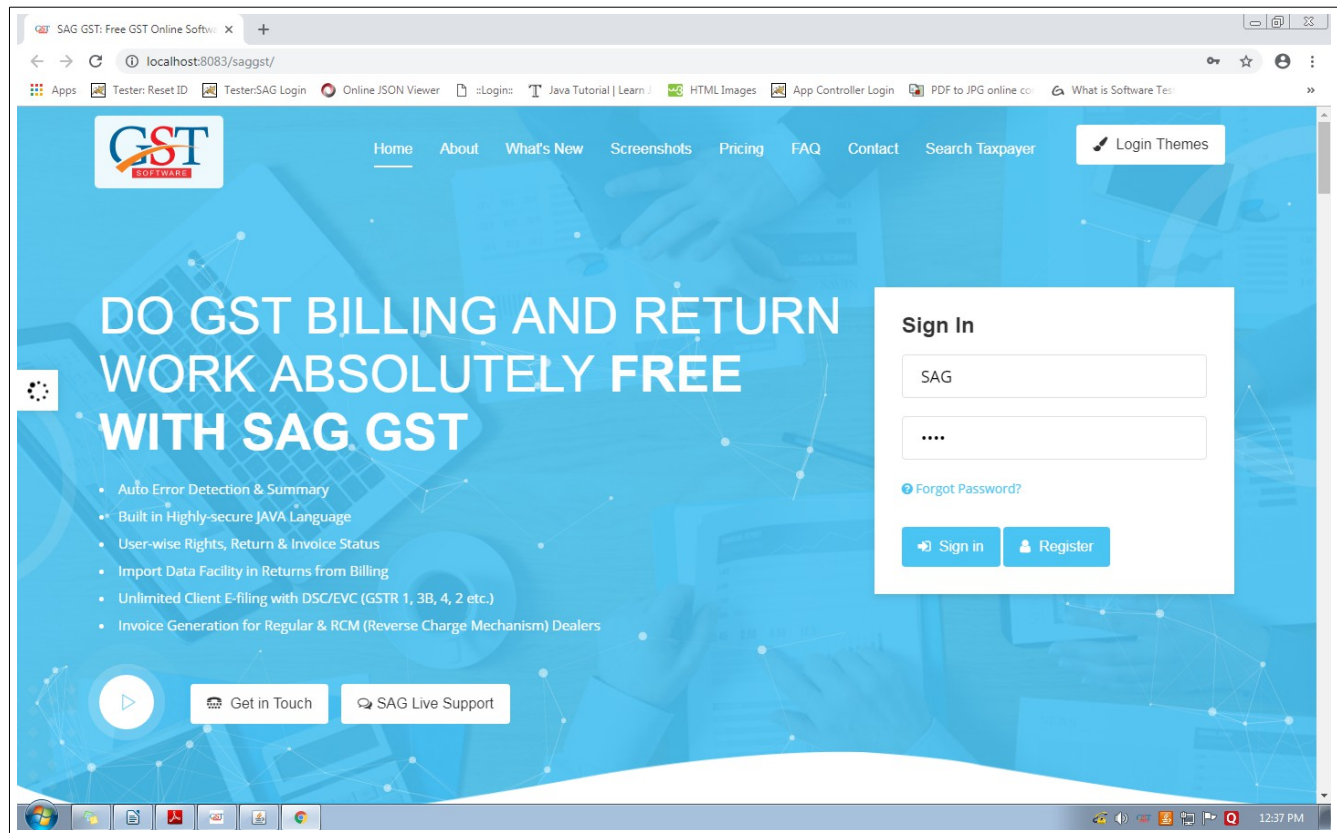 SAG GST: Free GST Online Softw
localhost:8083/saggst/
Apps Tester: Reset ID Tester:SAG Login Online JSON Viewer ::Login:: Java Tutorial | Learn J HTML Images App Controller Login PDF to JPG online co What is Software Tes »
GST
SOFTWARE
Home About What's New Screenshots Pricing FAQ Contact Search Taxpayer Login Themes
DO GST BILLING AND RETURN
WORK ABSOLUTELY FREE
WITH SAG GST
• Auto Error Detection & Summary
• Built in Highly-secure JAVA Language
• User-wise Rights, Return & Invoice Status
• Import Data Facility in Returns from Billing
• Unlimited Client E-filing with DSC/EVC (GSTR 1, 3B, 4, 2 etc.)
• Invoice Generation for Regular & RCM (Reverse Charge Mechanism) Dealers
Get in Touch SAG Live Support
Sign In
SAG
••••
Forgot Password?
Sign in Register
12:37 PM